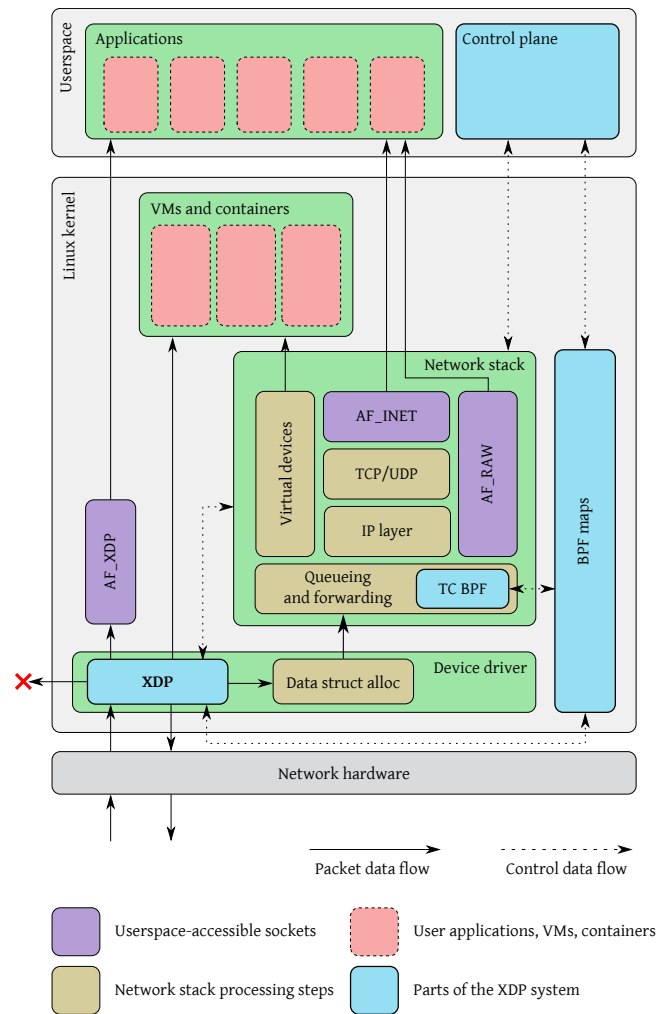 Userspace
Applications
Control plane
Linux kernel
VMs and containers
Network stack
Virtual devices
AF_INET
AF_RAW
TCP/UDP
IP layer
BPF maps
AF_XDP
Queueing
and forwarding
TC BPF
Device driver
XDP
Data struct alloc
Network hardware
Packet data flow
Control data flow
Userspace-accessible sockets
User applications, VMs, containers
Network stack processing steps
Parts of the XDP system